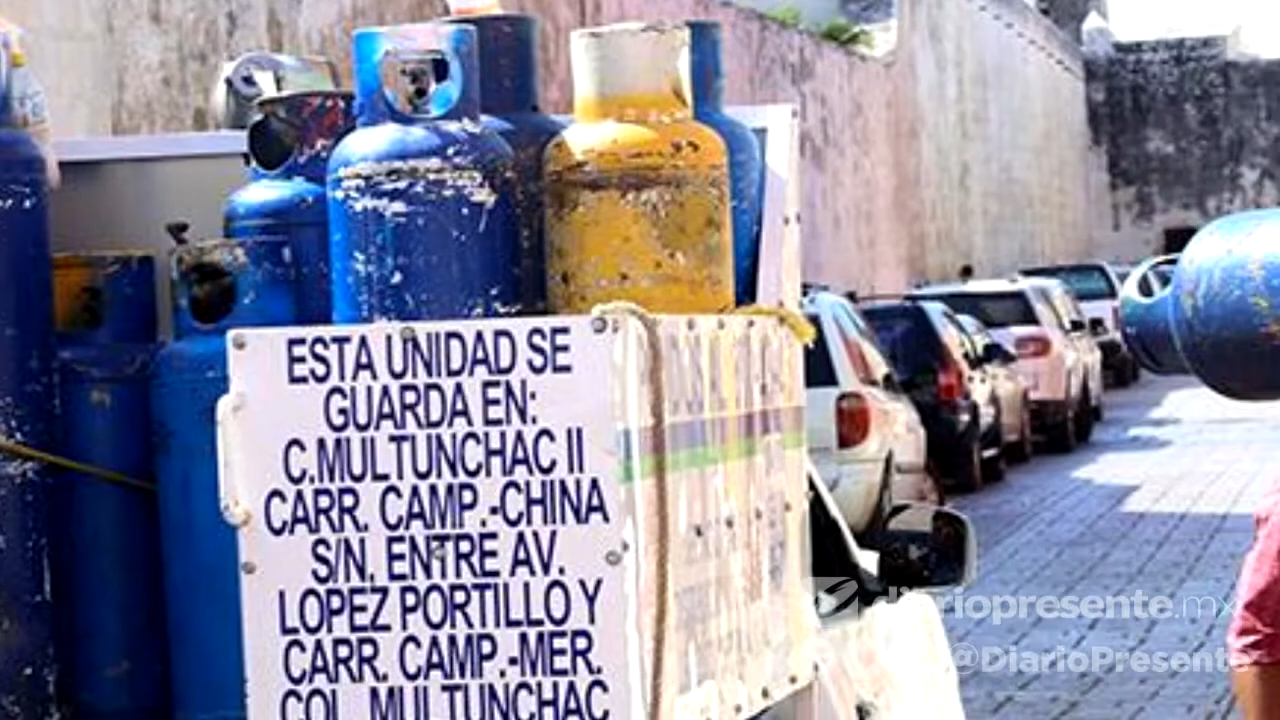 ESTA UNIDAD SE
GUARDA EN:
C.MULTUNCHAC II
CARR. CAMP.-CHINA
S/N. ENTRE AV.
LOPEZ PORTILLO Y
CARR. CAMP.-MER.
COL. MULTUNCHAC
diariopresente.mx
@DiarioPresente